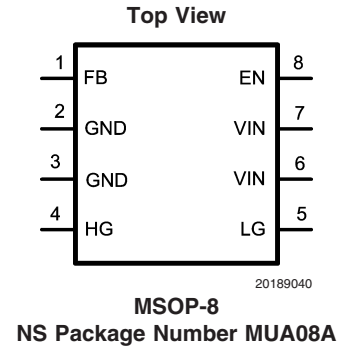 Top View
1 FB EN 8
2 GND VIN 7
3 GND VIN 6
4 HG LG 5
20189040
MSOP-8
NS Package Number MUA08A